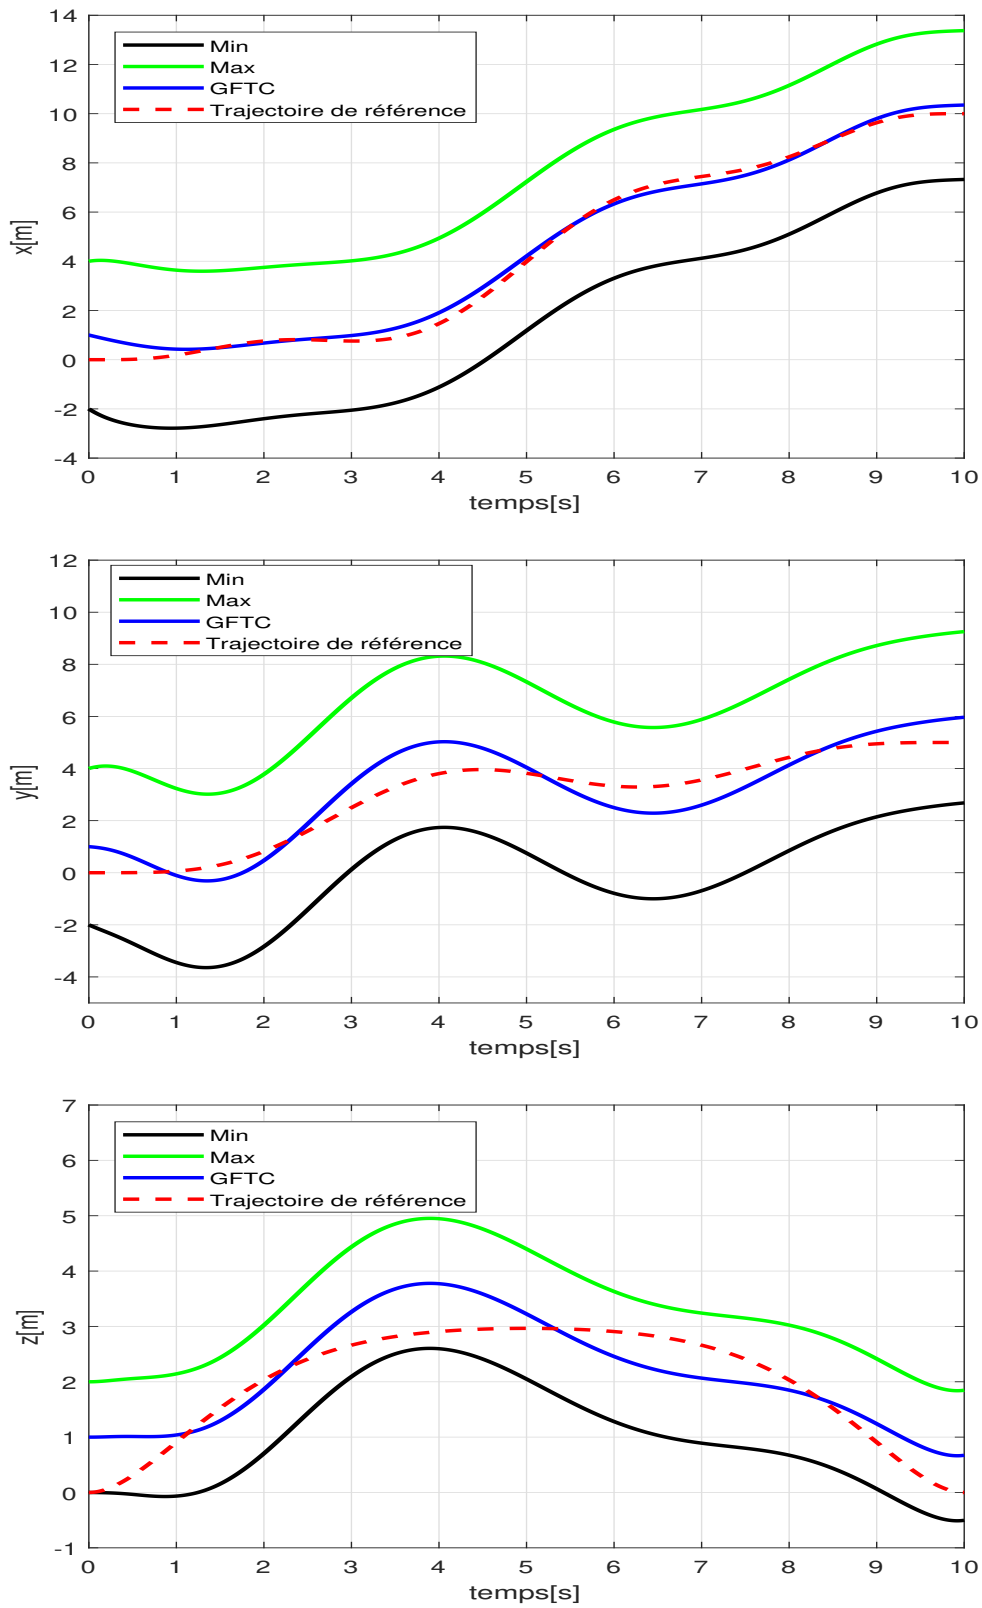 14
12
10
8
6
4
2
0
-2
-4
x[m]
Min
Max
GFTC
Trajectoire de référence
0 1 2 3 4 5 6 7 8 9 10
temps[s]
12
10
8
6
4
2
0
-2
-4
y[m]
Min
Max
GFTC
Trajectoire de référence
0 1 2 3 4 5 6 7 8 9 10
temps[s]
7
6
5
4
3
2
1
0
-1
z[m]
Min
Max
GFTC
Trajectoire de référence
0 1 2 3 4 5 6 7 8 9 10
temps[s]